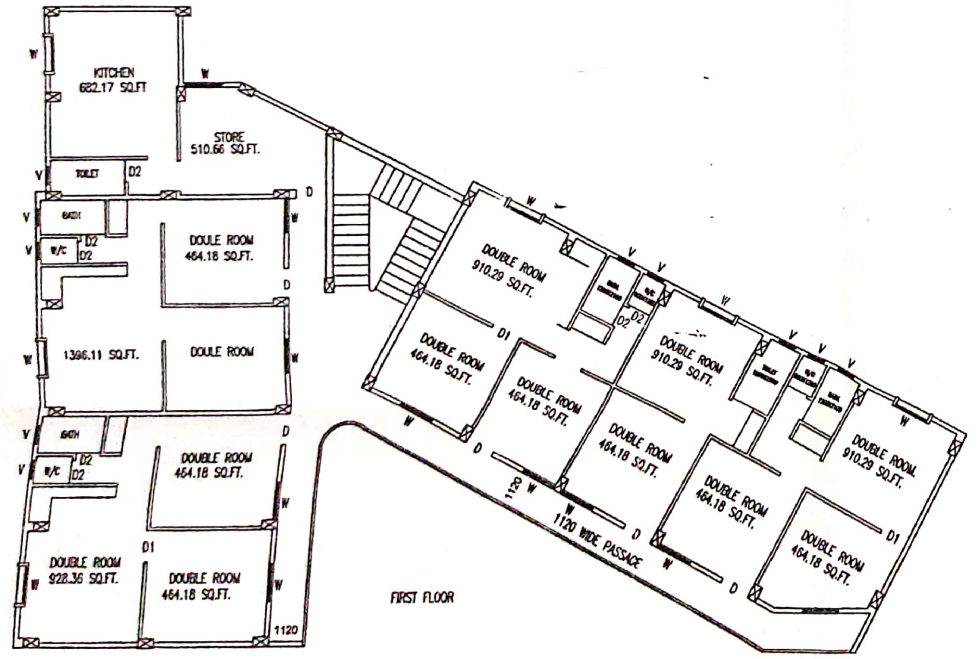 W
KITCHEN
682.17 SQ.FT
W
STORE
510.66 SQ.FT.
V
TOILET
D2
D
V
BATH
W
V
W/C
D2
D2
DOULE ROOM
464.18 SQ.FT.
D
W
1396.11 SQ.FT.
DOULE ROOM
W
V
BATH
D
V
W/C
D2
D2
DOUBLE ROOM
464.18 SQ.FT.
W
D1
DOUBLE ROOM
928.36 SQ.FT.
W
DOUBLE ROOM
464.18 SQ.FT.
W
1120
FIRST FLOOR
W
DOUBLE ROOM
910.29 SQ.FT.
V
V
W/C
D2
D2
D1
DOUBLE ROOM
464.18 SQ.FT.
W
D
DOUBLE ROOM
464.18 SQ.FT.
W
1120
W
DOUBLE ROOM
910.29 SQ.FT.
V
V
V
TOILET
W/C
DOUBLE ROOM
464.18 SQ.FT.
W
D
1120 WIDE PASSACE
DOUBLE ROOM
464.18 SQ.FT.
W
D
W
DOUBLE ROOM.
910.29 SQ.FT.
D1
DOUBLE ROOM
464.18 SQ.FT.